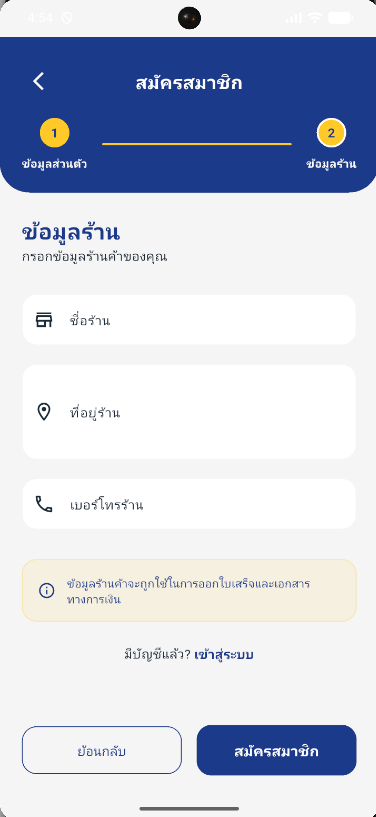 4:54
สมัครสมาชิก
1
2
ข้อมูลส่วนตัว
ข้อมูลร้าน
ข้อมูลร้าน
กรอกข้อมูลร้านค้าของคุณ
ชื่อร้าน
ที่อยู่ร้าน
เบอร์โทรร้าน
ข้อมูลร้านค้าจะถูกใช้ในการออกใบเสร็จและเอกสาร
ทางการเงิน
มีบัญชีแล้ว? เข้าสู่ระบบ
ย้อนกลับ
สมัครสมาชิก